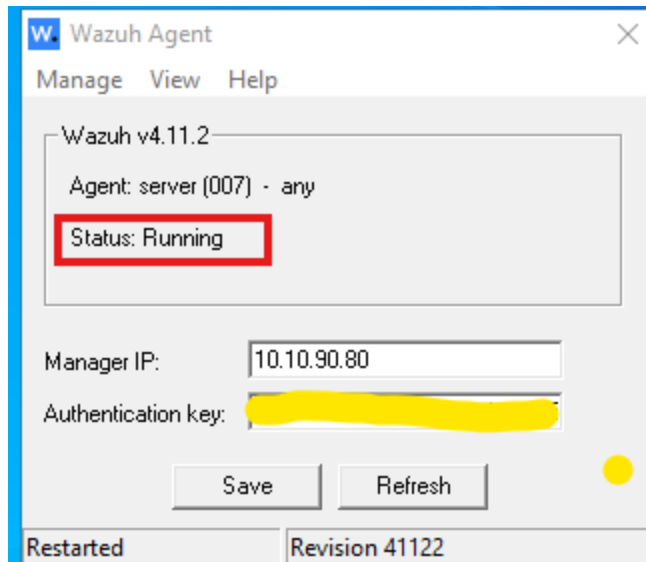 W. Wazuh Agent
Manage View Help
Wazuh v4.11.2
Agent: server (007) - any
Status: Running
Manager IP: 10.10.90.80
Authentication key:
Save Refresh
Restarted Revision 41122